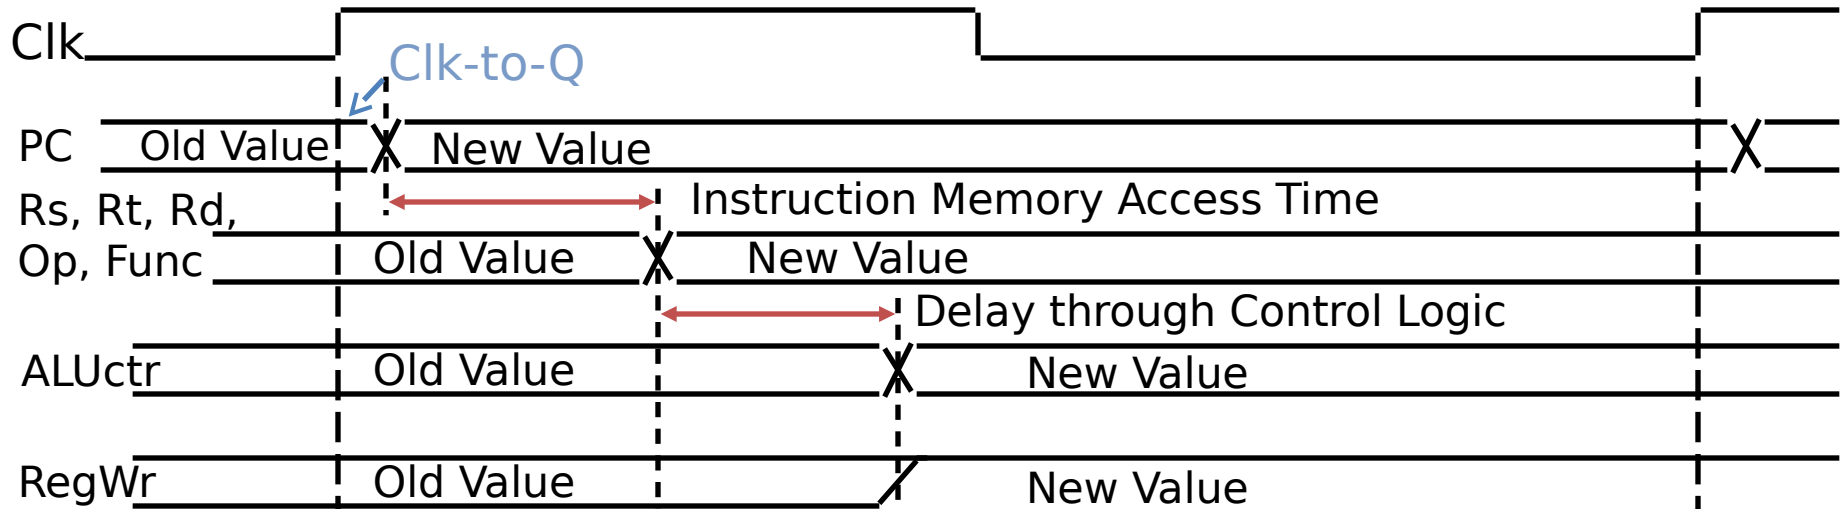 Clk
Clk-to-Q
PC Old Value New Value
Instruction Memory Access Time
Rs, Rt, Rd,
Op, Func Old Value New Value
Delay through Control Logic
ALUctr Old Value New Value
RegWr Old Value New Value